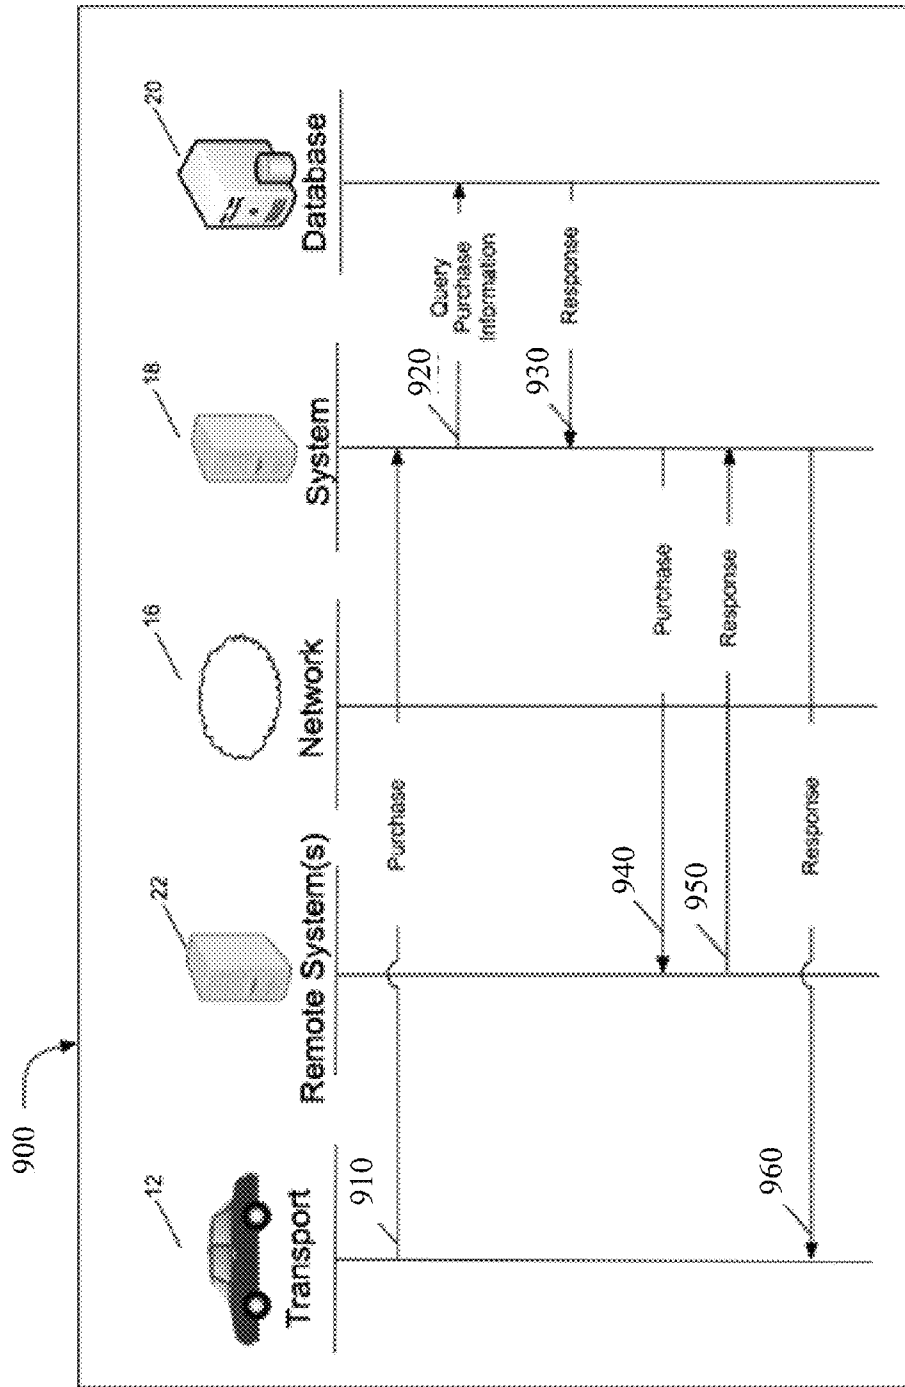 900
12
Transport
22
Remote System(s)
16
Network
18
System
20
Database
910
Purchase
920
Query
Purchase
Information
930
Response
940
Purchase
950
Response
960
Response